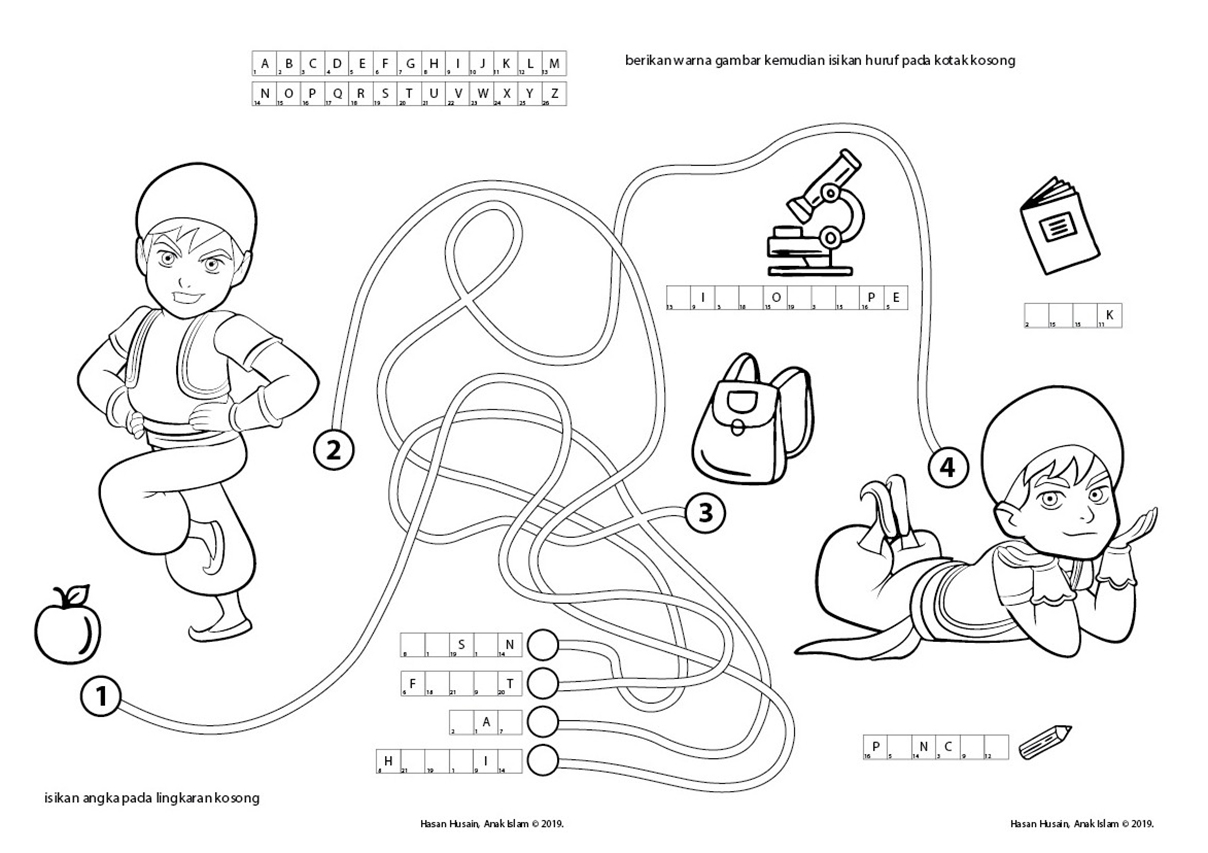 A B C D E F G H I J K L M
1 2 3 4 5 6 7 8 9 10 11 12 13
N O P Q R S T U V W X Y Z
14 15 16 17 18 19 20 21 22 23 24 25 26
berikan warna gambar kemudian isikan huruf pada kotak kosong
I O P E
13 9 3 18 15 19 3 15 16 5
K
2 15 15 11
2
4
3
S N
8 1 19 1 14
1
F T
6 18 21 9 20
A
2 1 7
P N C
16 5 14 3 9 12
H I
8 21 19 1 9 14
isikan angka pada lingkaran kosong
Hasan Husain, Anak Islam © 2019.
Hasan Husain, Anak Islam © 2019.